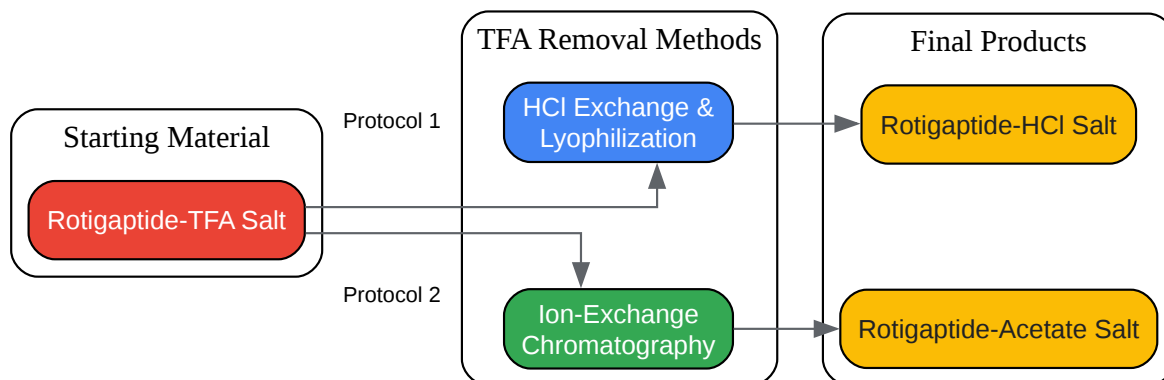 Starting Material
Rotigaptide-TFA Salt
Protocol 1
Protocol 2
TFA Removal Methods
HCl Exchange &
Lyophilization
Ion-Exchange
Chromatography
Final Products
Rotigaptide-HCl Salt
Rotigaptide-Acetate Salt